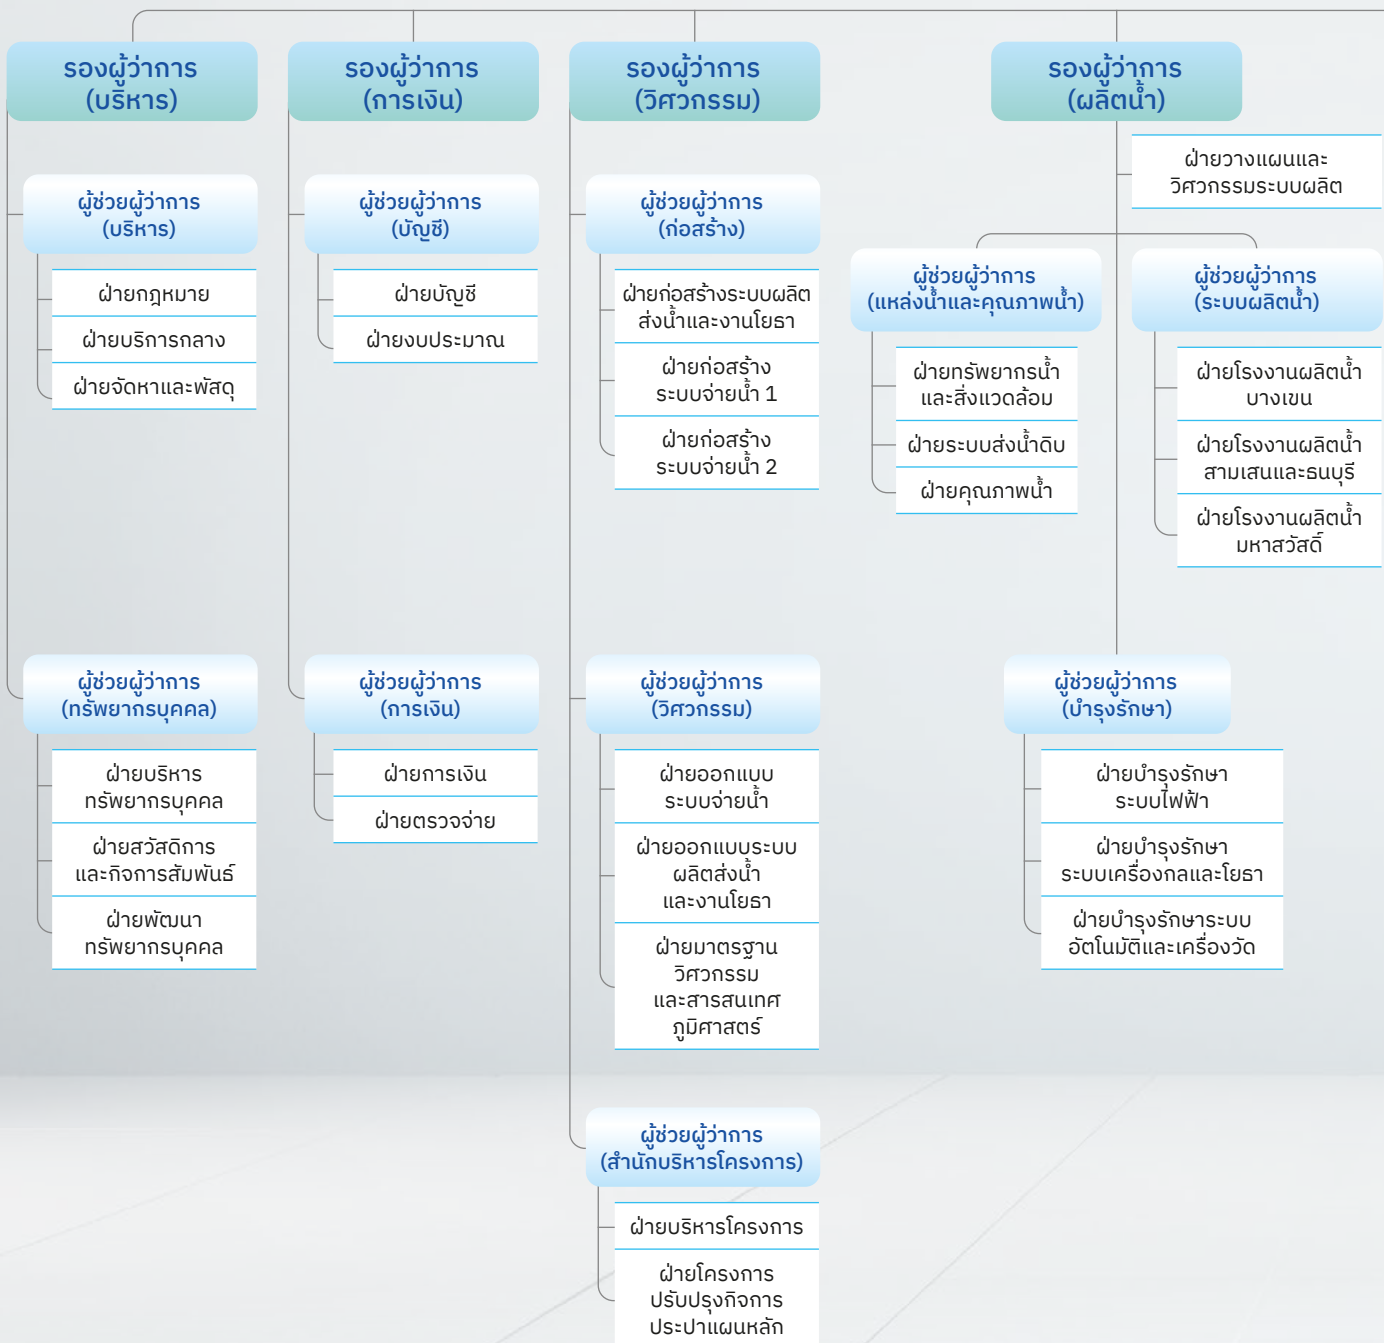 รองผู้ว่าการ
(บริหาร)
ผู้ช่วยผู้ว่าการ
(บริหาร)
ฝ่ายกฎหมาย
ฝ่ายบริการกลาง
ฝ่ายจัดหาและพัสดุ
ผู้ช่วยผู้ว่าการ
(ทรัพยากรบุคคล)
ฝ่ายบริหาร
ทรัพยากรบุคคล
ฝ่ายสวัสดิการ
และกิจการสัมพันธ์
ฝ่ายพัฒนา
ทรัพยากรบุคคล
รองผู้ว่าการ
(การเงิน)
ผู้ช่วยผู้ว่าการ
(บัญชี)
ฝ่ายบัญชี
ฝ่ายงบประมาณ
ผู้ช่วยผู้ว่าการ
(การเงิน)
ฝ่ายการเงิน
ฝ่ายตรวจจ่าย
รองผู้ว่าการ
(วิศวกรรม)
ผู้ช่วยผู้ว่าการ
(ก่อสร้าง)
ฝ่ายก่อสร้างระบบผลิต
ส่งน้ำและงานโยธา
ฝ่ายก่อสร้าง
ระบบจ่ายน้ำ 1
ฝ่ายก่อสร้าง
ระบบจ่ายน้ำ 2
ผู้ช่วยผู้ว่าการ
(วิศวกรรม)
ฝ่ายออกแบบ
ระบบจ่ายน้ำ
ฝ่ายออกแบบระบบ
ผลิตส่งน้ำ
และงานโยธา
ฝ่ายมาตรฐาน
วิศวกรรม
และสารสนเทศ
ภูมิศาสตร์
ผู้ช่วยผู้ว่าการ
(สำนักบริหารโครงการ)
ฝ่ายบริหารโครงการ
ฝ่ายโครงการ
ปรับปรุงกิจการ
ประปาแผนหลัก
รองผู้ว่าการ
(ผลิตน้ำ)
ฝ่ายวางแผนและ
วิศวกรรมระบบผลิต
ผู้ช่วยผู้ว่าการ
(แหล่งน้ำและคุณภาพน้ำ)
ฝ่ายทรัพยากรน้ำ
และสิ่งแวดล้อม
ฝ่ายระบบส่งน้ำดิบ
ฝ่ายคุณภาพน้ำ
ผู้ช่วยผู้ว่าการ
(ระบบผลิตน้ำ)
ฝ่ายโรงงานผลิตน้ำ
บางเขน
ฝ่ายโรงงานผลิตน้ำ
สามเสนและธนบุรี
ฝ่ายโรงงานผลิตน้ำ
มหาสวัสดิ์
ผู้ช่วยผู้ว่าการ
(บำรุงรักษา)
ฝ่ายบำรุงรักษา
ระบบไฟฟ้า
ฝ่ายบำรุงรักษา
ระบบเครื่องกลและโยธา
ฝ่ายบำรุงรักษาระบบ
อัตโนมัติและเครื่องวัด